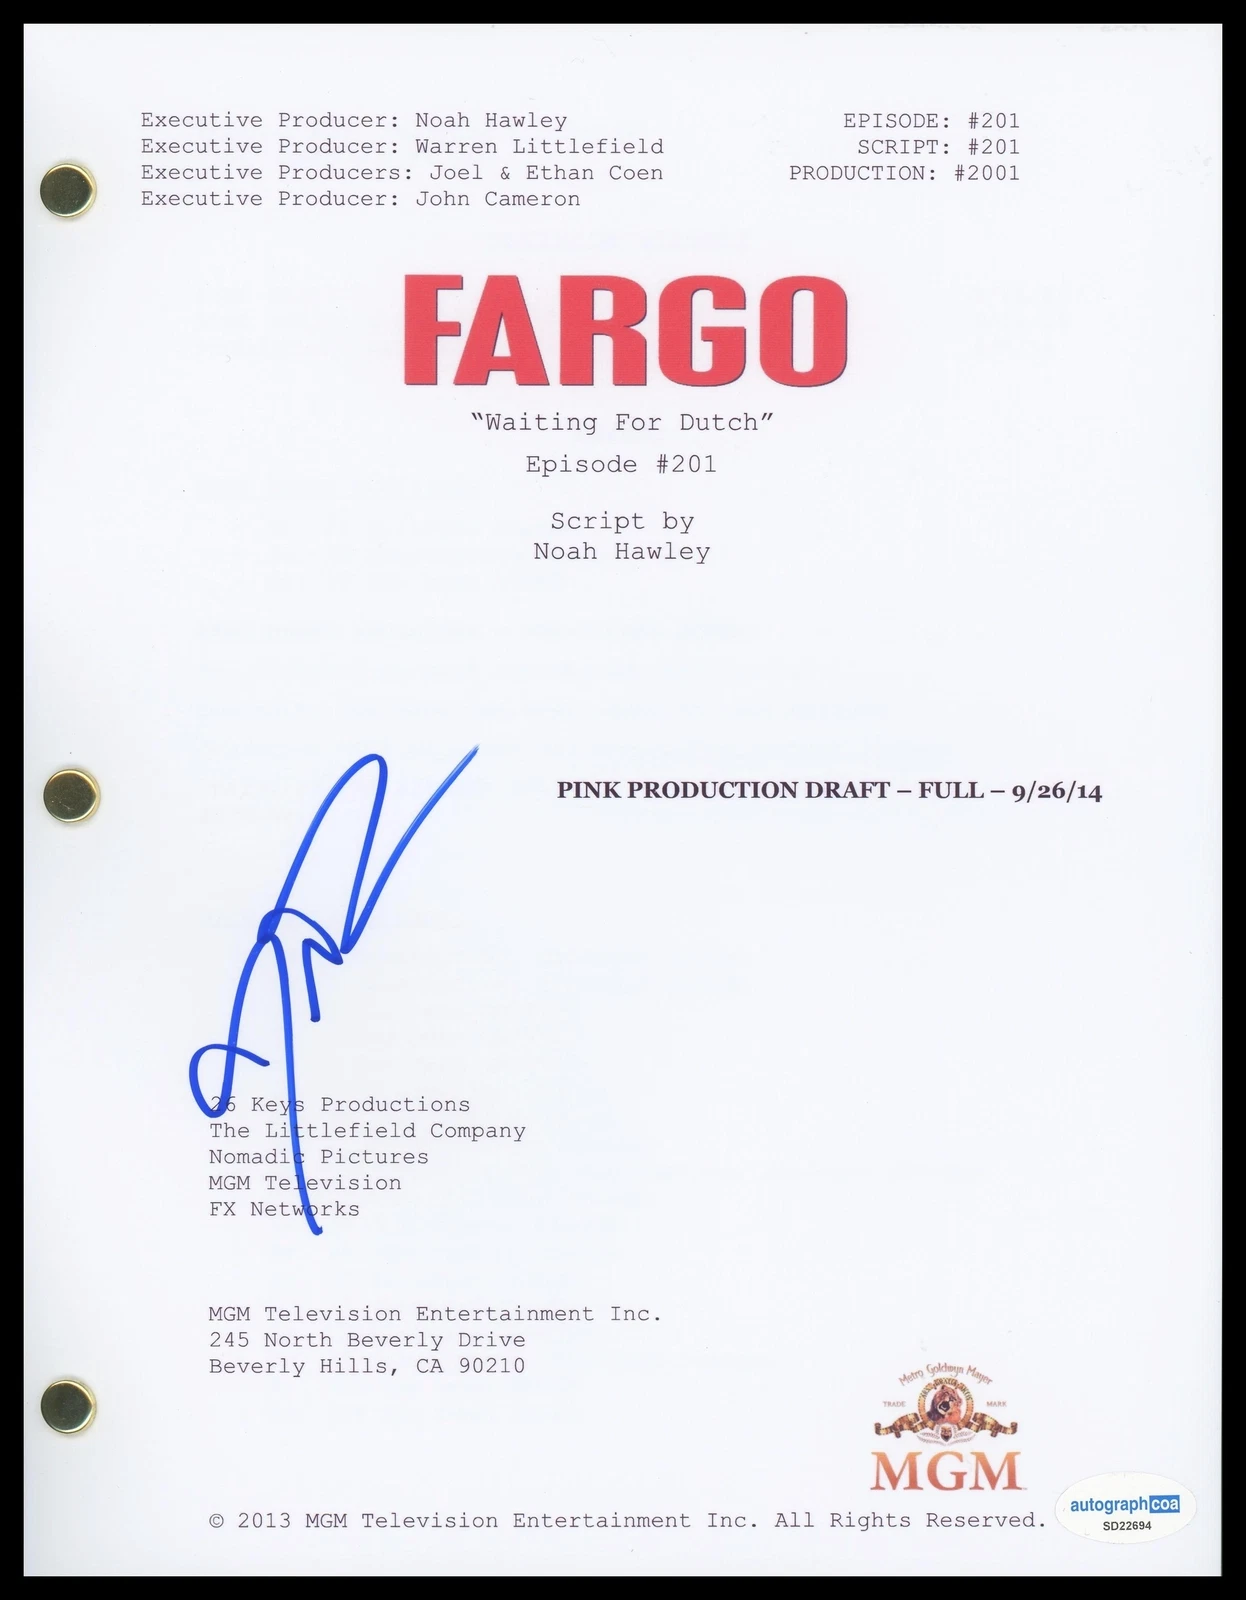 Executive Producer: Noah Hawley
Executive Producer: Warren Littlefield
Executive Producers: Joel & Ethan Coen
Executive Producer: John Cameron
EPISODE: #201
SCRIPT: #201
PRODUCTION: #2001
FARGO
“Waiting For Dutch”
Episode #201
Script by
Noah Hawley
PINK PRODUCTION DRAFT – FULL – 9/26/14
26 Keys Productions
The Littlefield Company
Nomadic Pictures
MGM Television
FX Networks
MGM Television Entertainment Inc.
245 North Beverly Drive
Beverly Hills, CA 90210
Metro Goldwyn Mayer
TRADE MARK
MGM
© 2013 MGM Television Entertainment Inc. All Rights Reserved.
autograph coa
SD22694